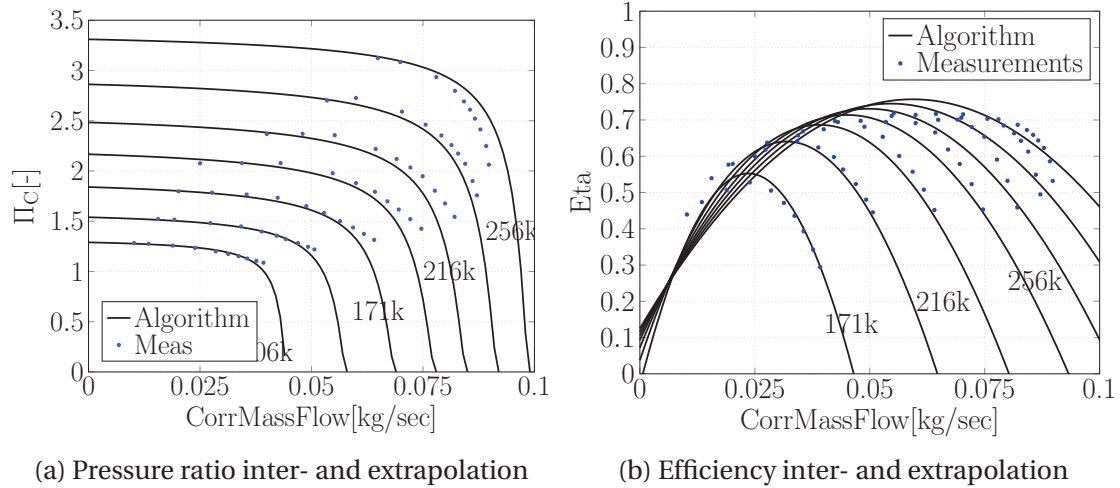 3.5
3
2.5
2
1.5
1
0.5
0
Π_C[-]
256k
216k
171k
06k
Algorithm
Meas
0 0.025 0.05 0.075 0.1
CorrMassFlow[kg/sec]
(a) Pressure ratio inter- and extrapolation
1
0.9
0.8
0.7
0.6
0.5
0.4
0.3
0.2
0.1
0
Eta
Algorithm
Measurements
256k
216k
171k
0 0.025 0.05 0.075 0.1
CorrMassFlow[kg/sec]
(b) Efficiency inter- and extrapolation